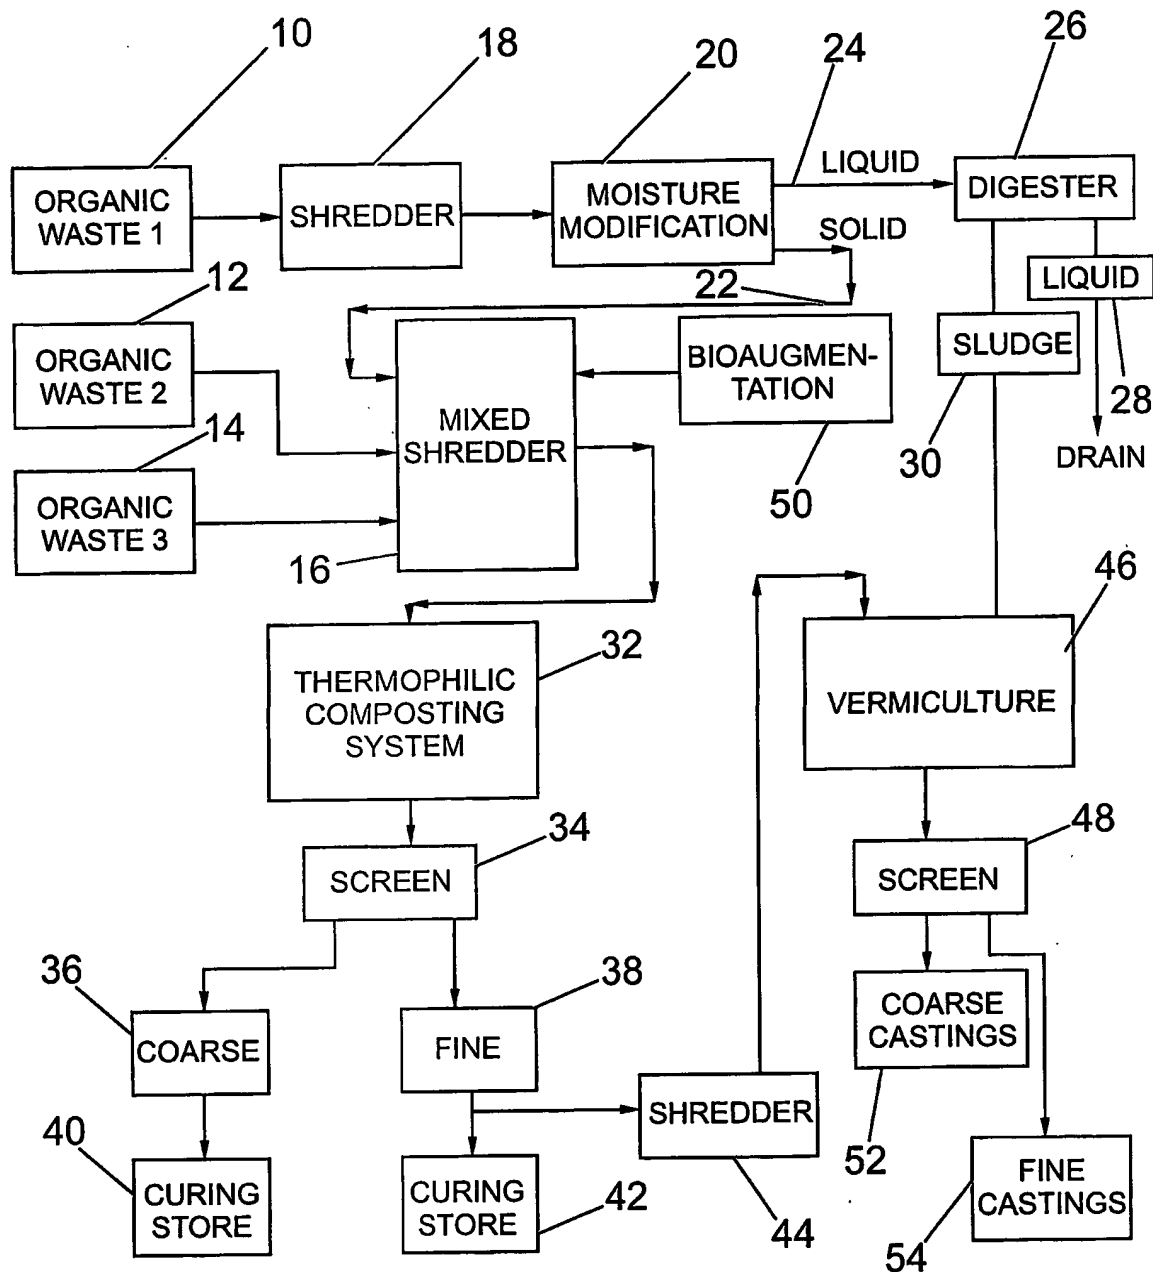 10
18
20
24
26
ORGANIC
WASTE 1
SHREDDER
MOISTURE
MODIFICATION
LIQUID
DIGESTER
SOLID
12
22
LIQUID
ORGANIC
WASTE 2
MIXED
SHREDDER
BIOAUGMEN-
TATION
SLUDGE
28
14
50
30
DRAIN
ORGANIC
WASTE 3
16
46
THERMOPHILIC
COMPOSTING
SYSTEM
32
VERMICULTURE
34
48
SCREEN
SCREEN
36
38
COARSE
FINE
COARSE
CASTINGS
SHREDDER
40
52
CURING
STORE
CURING
STORE
42
44
FINE
CASTINGS
54